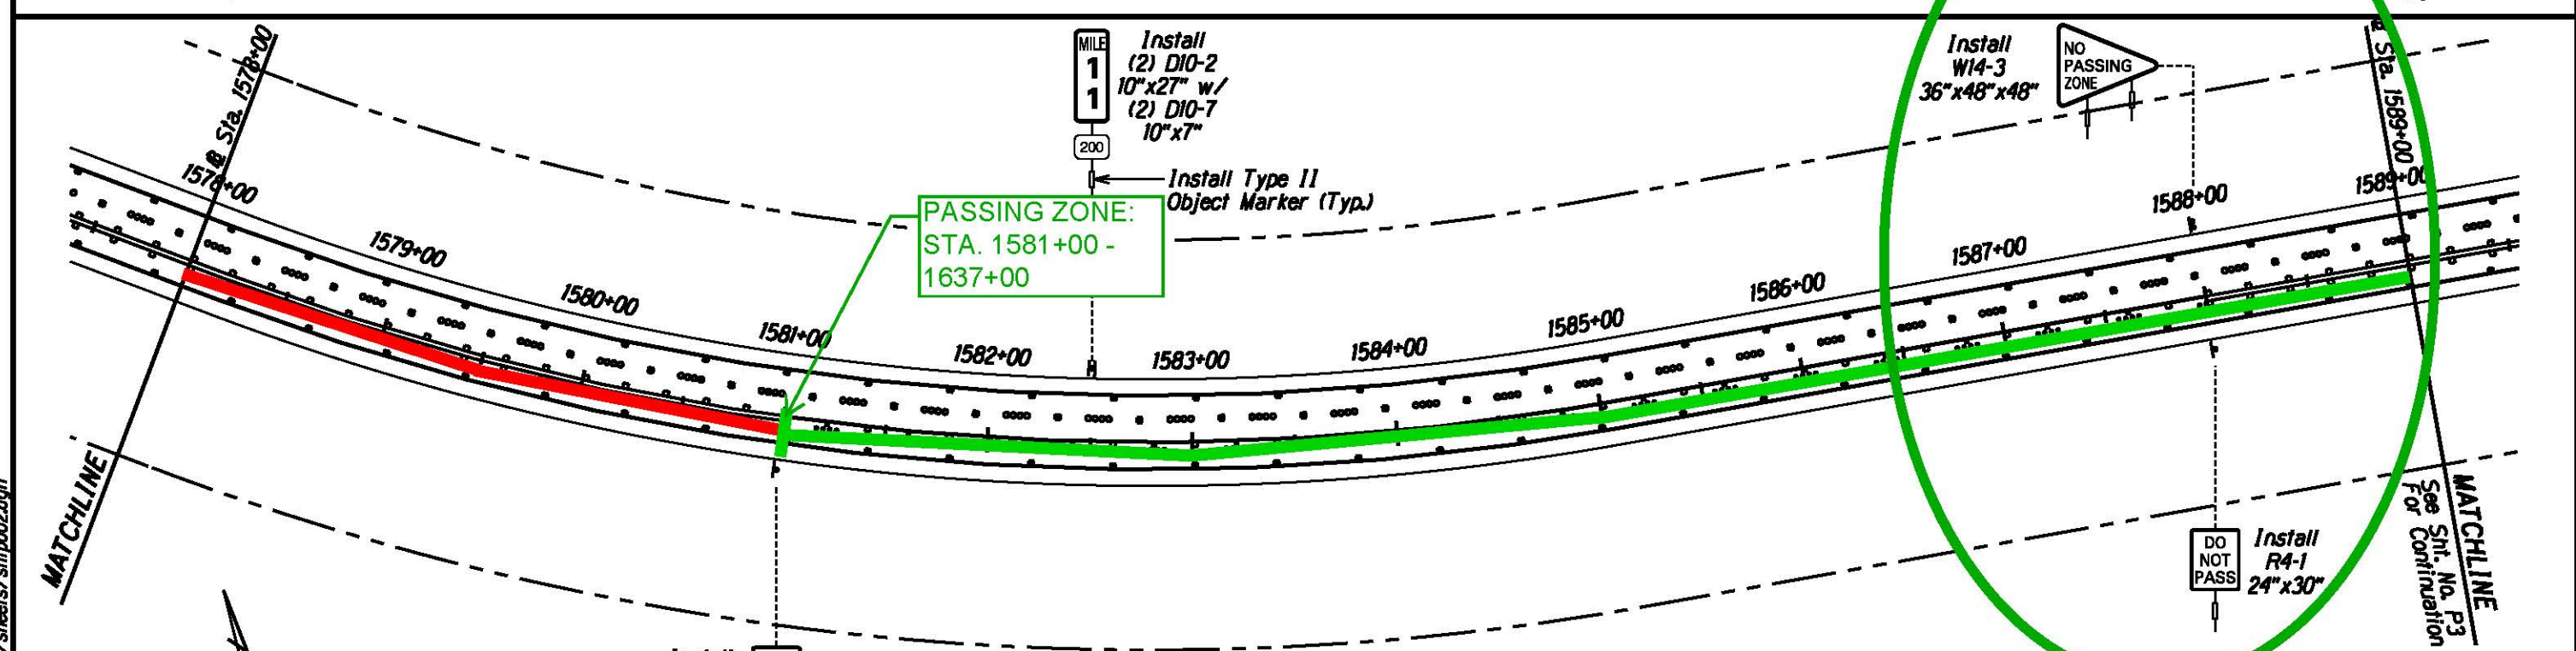 ℄ Sta. 1578+00
1578+00
1579+00
1580+00
1581+00
1582+00
1583+00
1584+00
1585+00
1586+00
1587+00
1588+00
1589+00
MILE
1
1
200
Install
(2) D10-2
10"x27" w/
(2) D10-7
10"x7"
Install Type II
Object Marker (Typ.)
PASSING ZONE:
STA. 1581+00 -
1637+00
Install
W14-3
36"x48"x48"
NO
PASSING
ZONE
Sta. 1589+00
MATCHLINE
DO
NOT
PASS
Install
R4-1
24"x30"
MATCHLINE
See Sht. No. P3
For Continuation